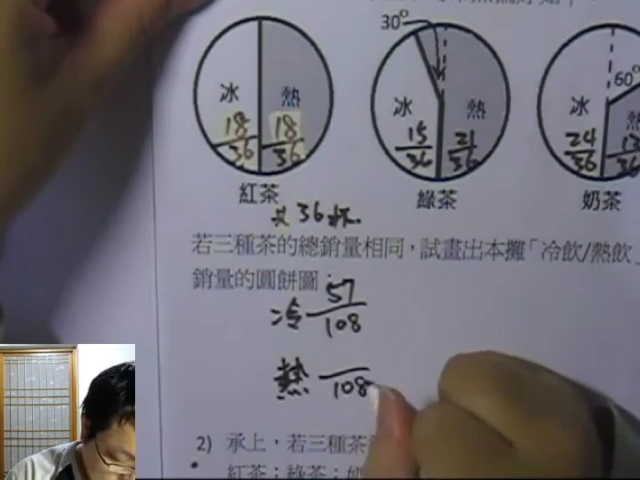 30°
冰 熱 冰 熱 冰
18/36 18/36 15/36 21/36 24/36
60°
紅茶 綠茶 奶茶
共36杯
若三種茶的總銷量相同，試畫出本攤「冷飲/熱飲」
銷量的圓餅圖
冷 57/108
熱 /108
2) 承上，若三種茶
紅茶：綠茶：奶